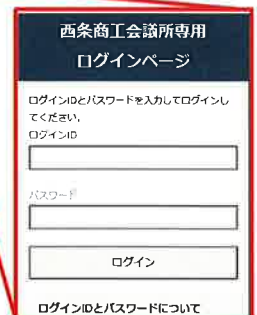 西条商工会議所専用
ログインページ
ログインIDとパスワードを入力してログインし
てください。
ログインID
パスワード
ログイン
ログインIDとパスワードについて